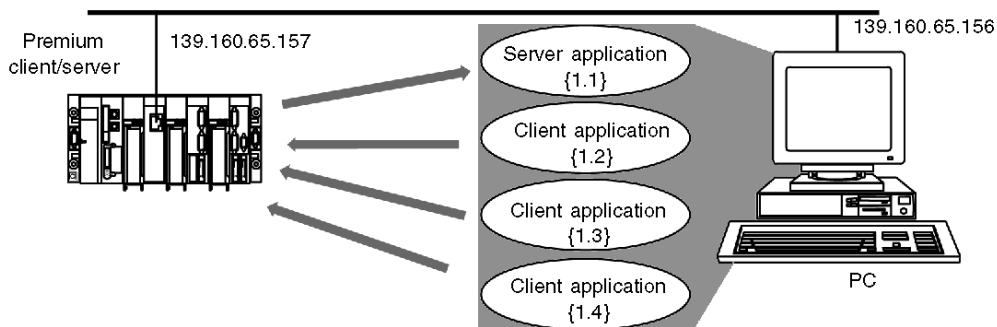 139.160.65.156
Premium
client/server
139.160.65.157
Server application
{1.1}
Client application
{1.2}
Client application
{1.3}
Client application
{1.4}
PC